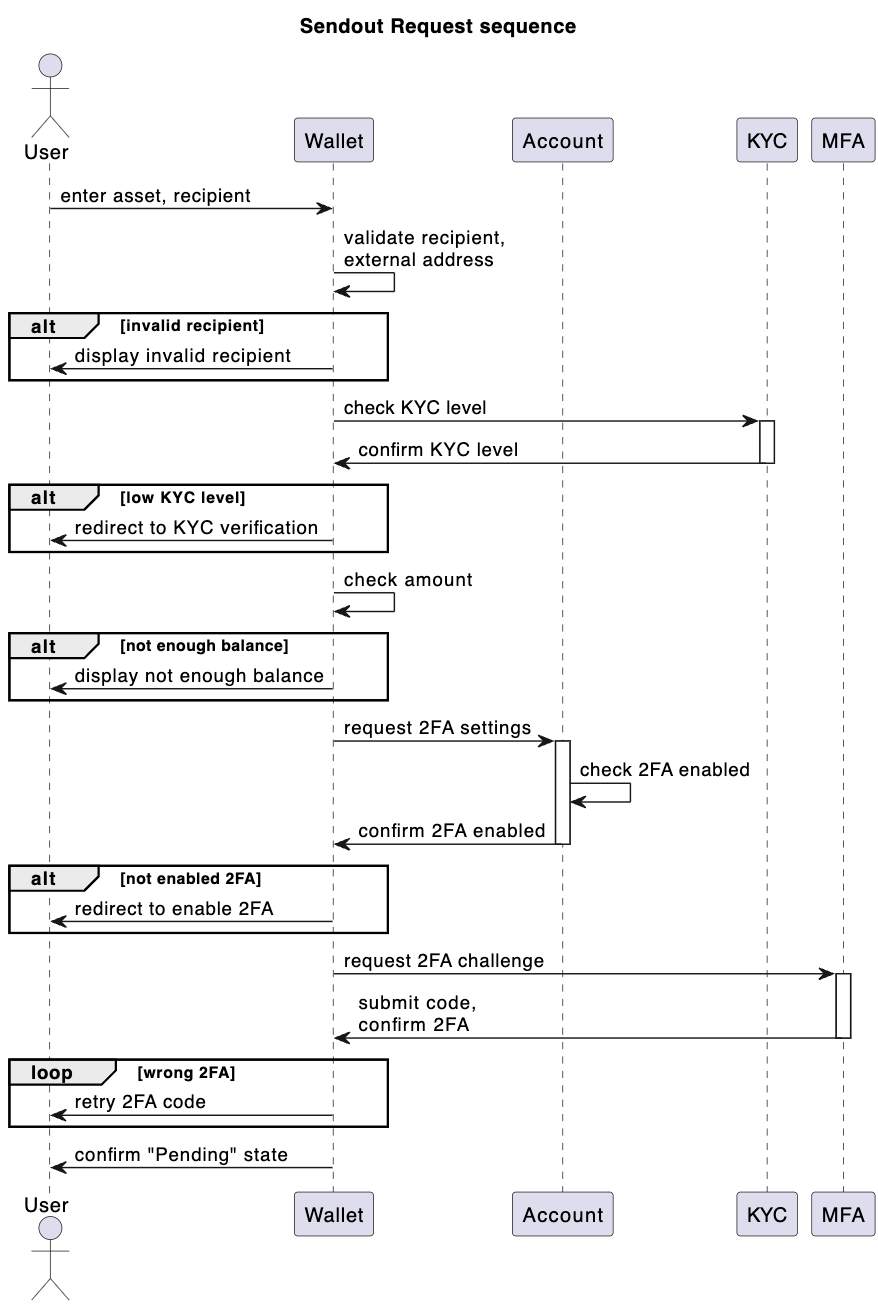 Sendout Request sequence
User
Wallet
Account
KYC
MFA
enter asset, recipient
validate recipient,
external address
alt
[invalid recipient]
display invalid recipient
check KYC level
confirm KYC level
alt
[low KYC level]
redirect to KYC verification
check amount
alt
[not enough balance]
display not enough balance
request 2FA settings
check 2FA enabled
confirm 2FA enabled
alt
[not enabled 2FA]
redirect to enable 2FA
request 2FA challenge
submit code,
confirm 2FA
loop
[wrong 2FA]
retry 2FA code
confirm "Pending" state
User
Wallet
Account
KYC
MFA